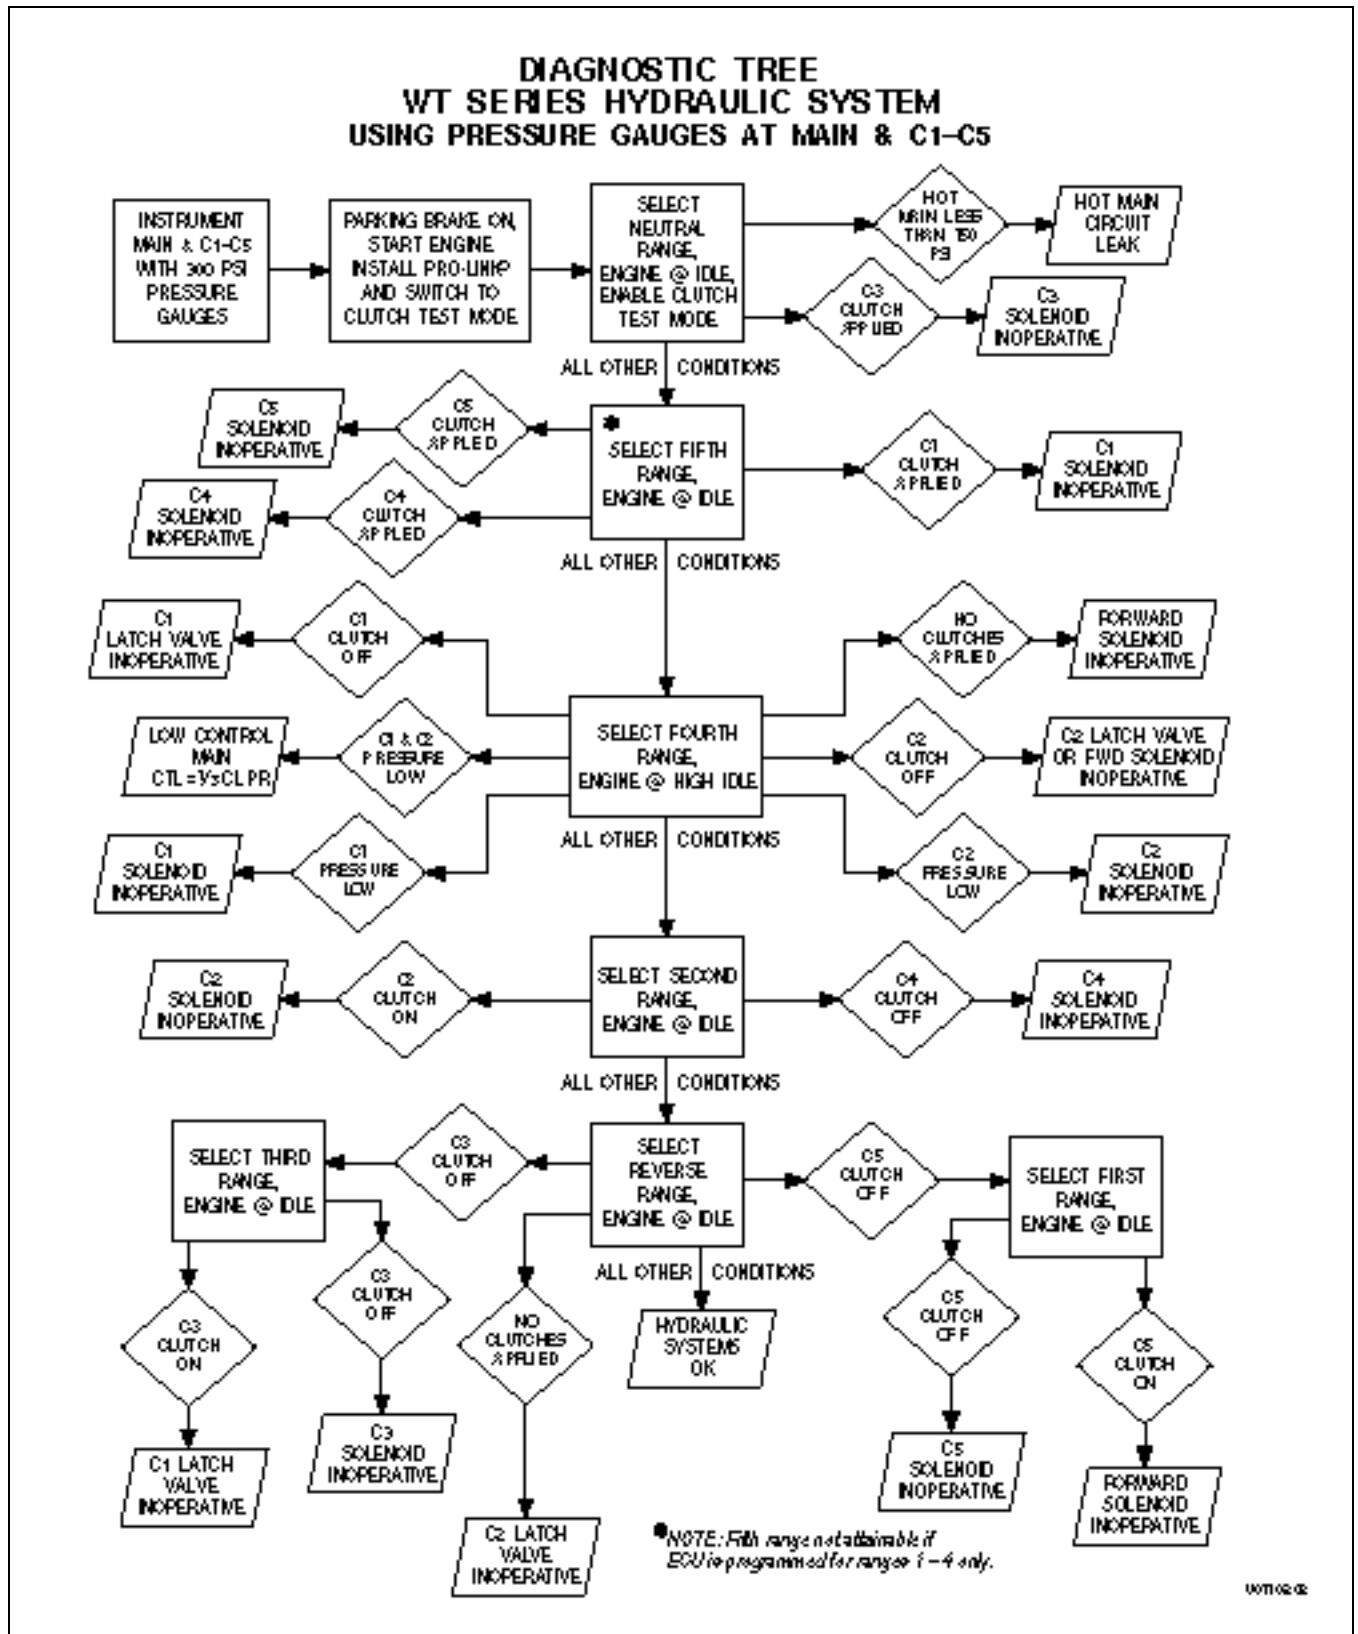 DIAGNOSTIC TREE
WT SERIES HYDRAULIC SYSTEM
USING PRESSURE GAUGES AT MAIN & C1–C5
INSTRUMENT
MAIN & C1–C5
WITH 300 PSI
PRESSURE
GAUGES
PARKING BRAKE ON,
START ENGINE
INSTALL PRO-LINK®
AND SWITCH TO
CLUTCH TEST MODE
SELECT
NEUTRAL
RANGE,
ENGINE @ IDLE,
ENABLE CLUTCH
TEST MODE
HOT
MAIN LESS
THAN 150
PSI
HOT MAIN
CIRCUIT
LEAK
C3
CLUTCH
APPLIED
C3
SOLENOID
INOPERATIVE
ALL OTHER CONDITIONS
C5
SOLENOID
INOPERATIVE
C5
CLUTCH
APPLIED
*
SELECT FIFTH
RANGE,
ENGINE @ IDLE
C1
CLUTCH
APPLIED
C1
SOLENOID
INOPERATIVE
C4
SOLENOID
INOPERATIVE
C4
CLUTCH
APPLIED
ALL OTHER CONDITIONS
C1
LATCH VALVE
INOPERATIVE
C1
CLUTCH
OFF
NO
CLUTCHES
APPLIED
FORWARD
SOLENOID
INOPERATIVE
LOW CONTROL
MAIN
CTL = ⅓ CL PR
C1 & C2
PRESSURE
LOW
SELECT FOURTH
RANGE,
ENGINE @ HIGH IDLE
C2
CLUTCH
OFF
C2 LATCH VALVE
OR FWD SOLENOID
INOPERATIVE
ALL OTHER CONDITIONS
C1
SOLENOID
INOPERATIVE
C1
PRESSURE
LOW
C2
PRESSURE
LOW
C2
SOLENOID
INOPERATIVE
C2
SOLENOID
INOPERATIVE
C2
CLUTCH
ON
SELECT SECOND
RANGE,
ENGINE @ IDLE
C4
CLUTCH
OFF
C4
SOLENOID
INOPERATIVE
ALL OTHER CONDITIONS
SELECT THIRD
RANGE,
ENGINE @ IDLE
C3
CLUTCH
OFF
SELECT
REVERSE
RANGE,
ENGINE @ IDLE
C5
CLUTCH
OFF
SELECT FIRST
RANGE,
ENGINE @ IDLE
ALL OTHER CONDITIONS
C3
CLUTCH
ON
C3
CLUTCH
OFF
NO
CLUTCHES
APPLIED
HYDRAULIC
SYSTEMS
OK
C5
CLUTCH
OFF
C5
CLUTCH
ON
C1 LATCH
VALVE
INOPERATIVE
C3
SOLENOID
INOPERATIVE
C2 LATCH
VALVE
INOPERATIVE
C5
SOLENOID
INOPERATIVE
FORWARD
SOLENOID
INOPERATIVE
*NOTE: Fifth range not attainable if
ECU is programmed for ranges 1 – 4 only.